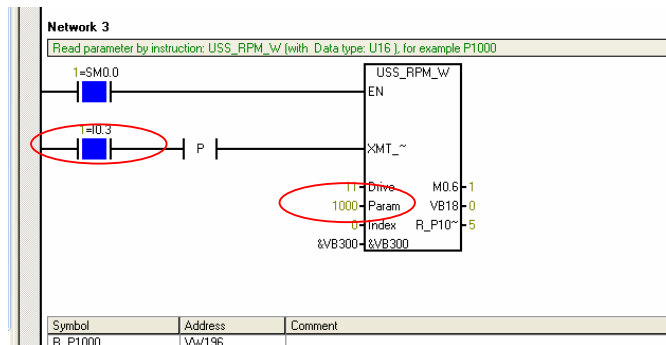 Network 3
Read parameter by instruction: USS_RPM_W (with Data type: U16 ), for example P1000
1=SM0.0
USS_RPM_W
EN
1=I0.3
P
XMT_~
11 Drive M0.6 1
1000 Param VB18 0
0 Index R_P10~ 5
&VB300 &VB300
Symbol Address Comment
R_P1000 VW196